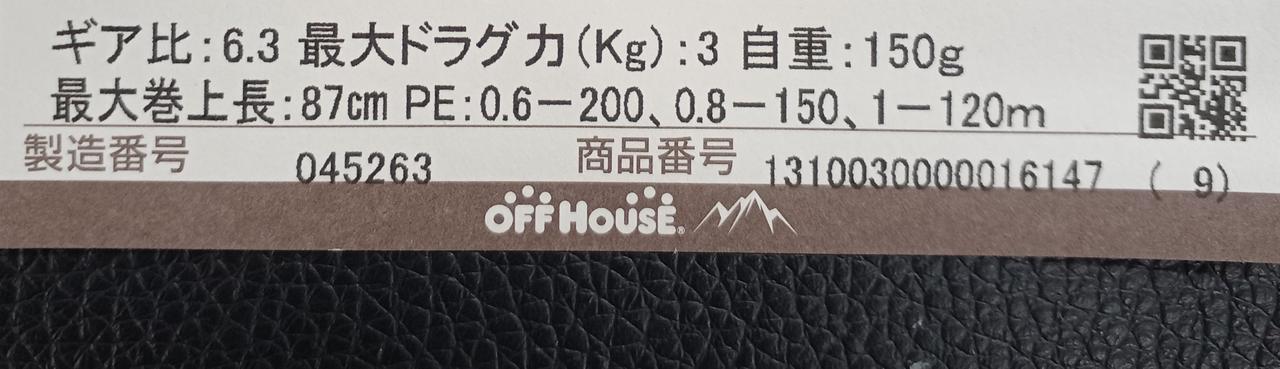 ギア比:6.3 最大ドラグ力(Kg):3 自重:150g
最大巻上長:87cm PE:0.6－200、0.8－150、1－120m
製造番号 045263 商品番号 1310030000016147 ( 9)
OFF HOUSE®